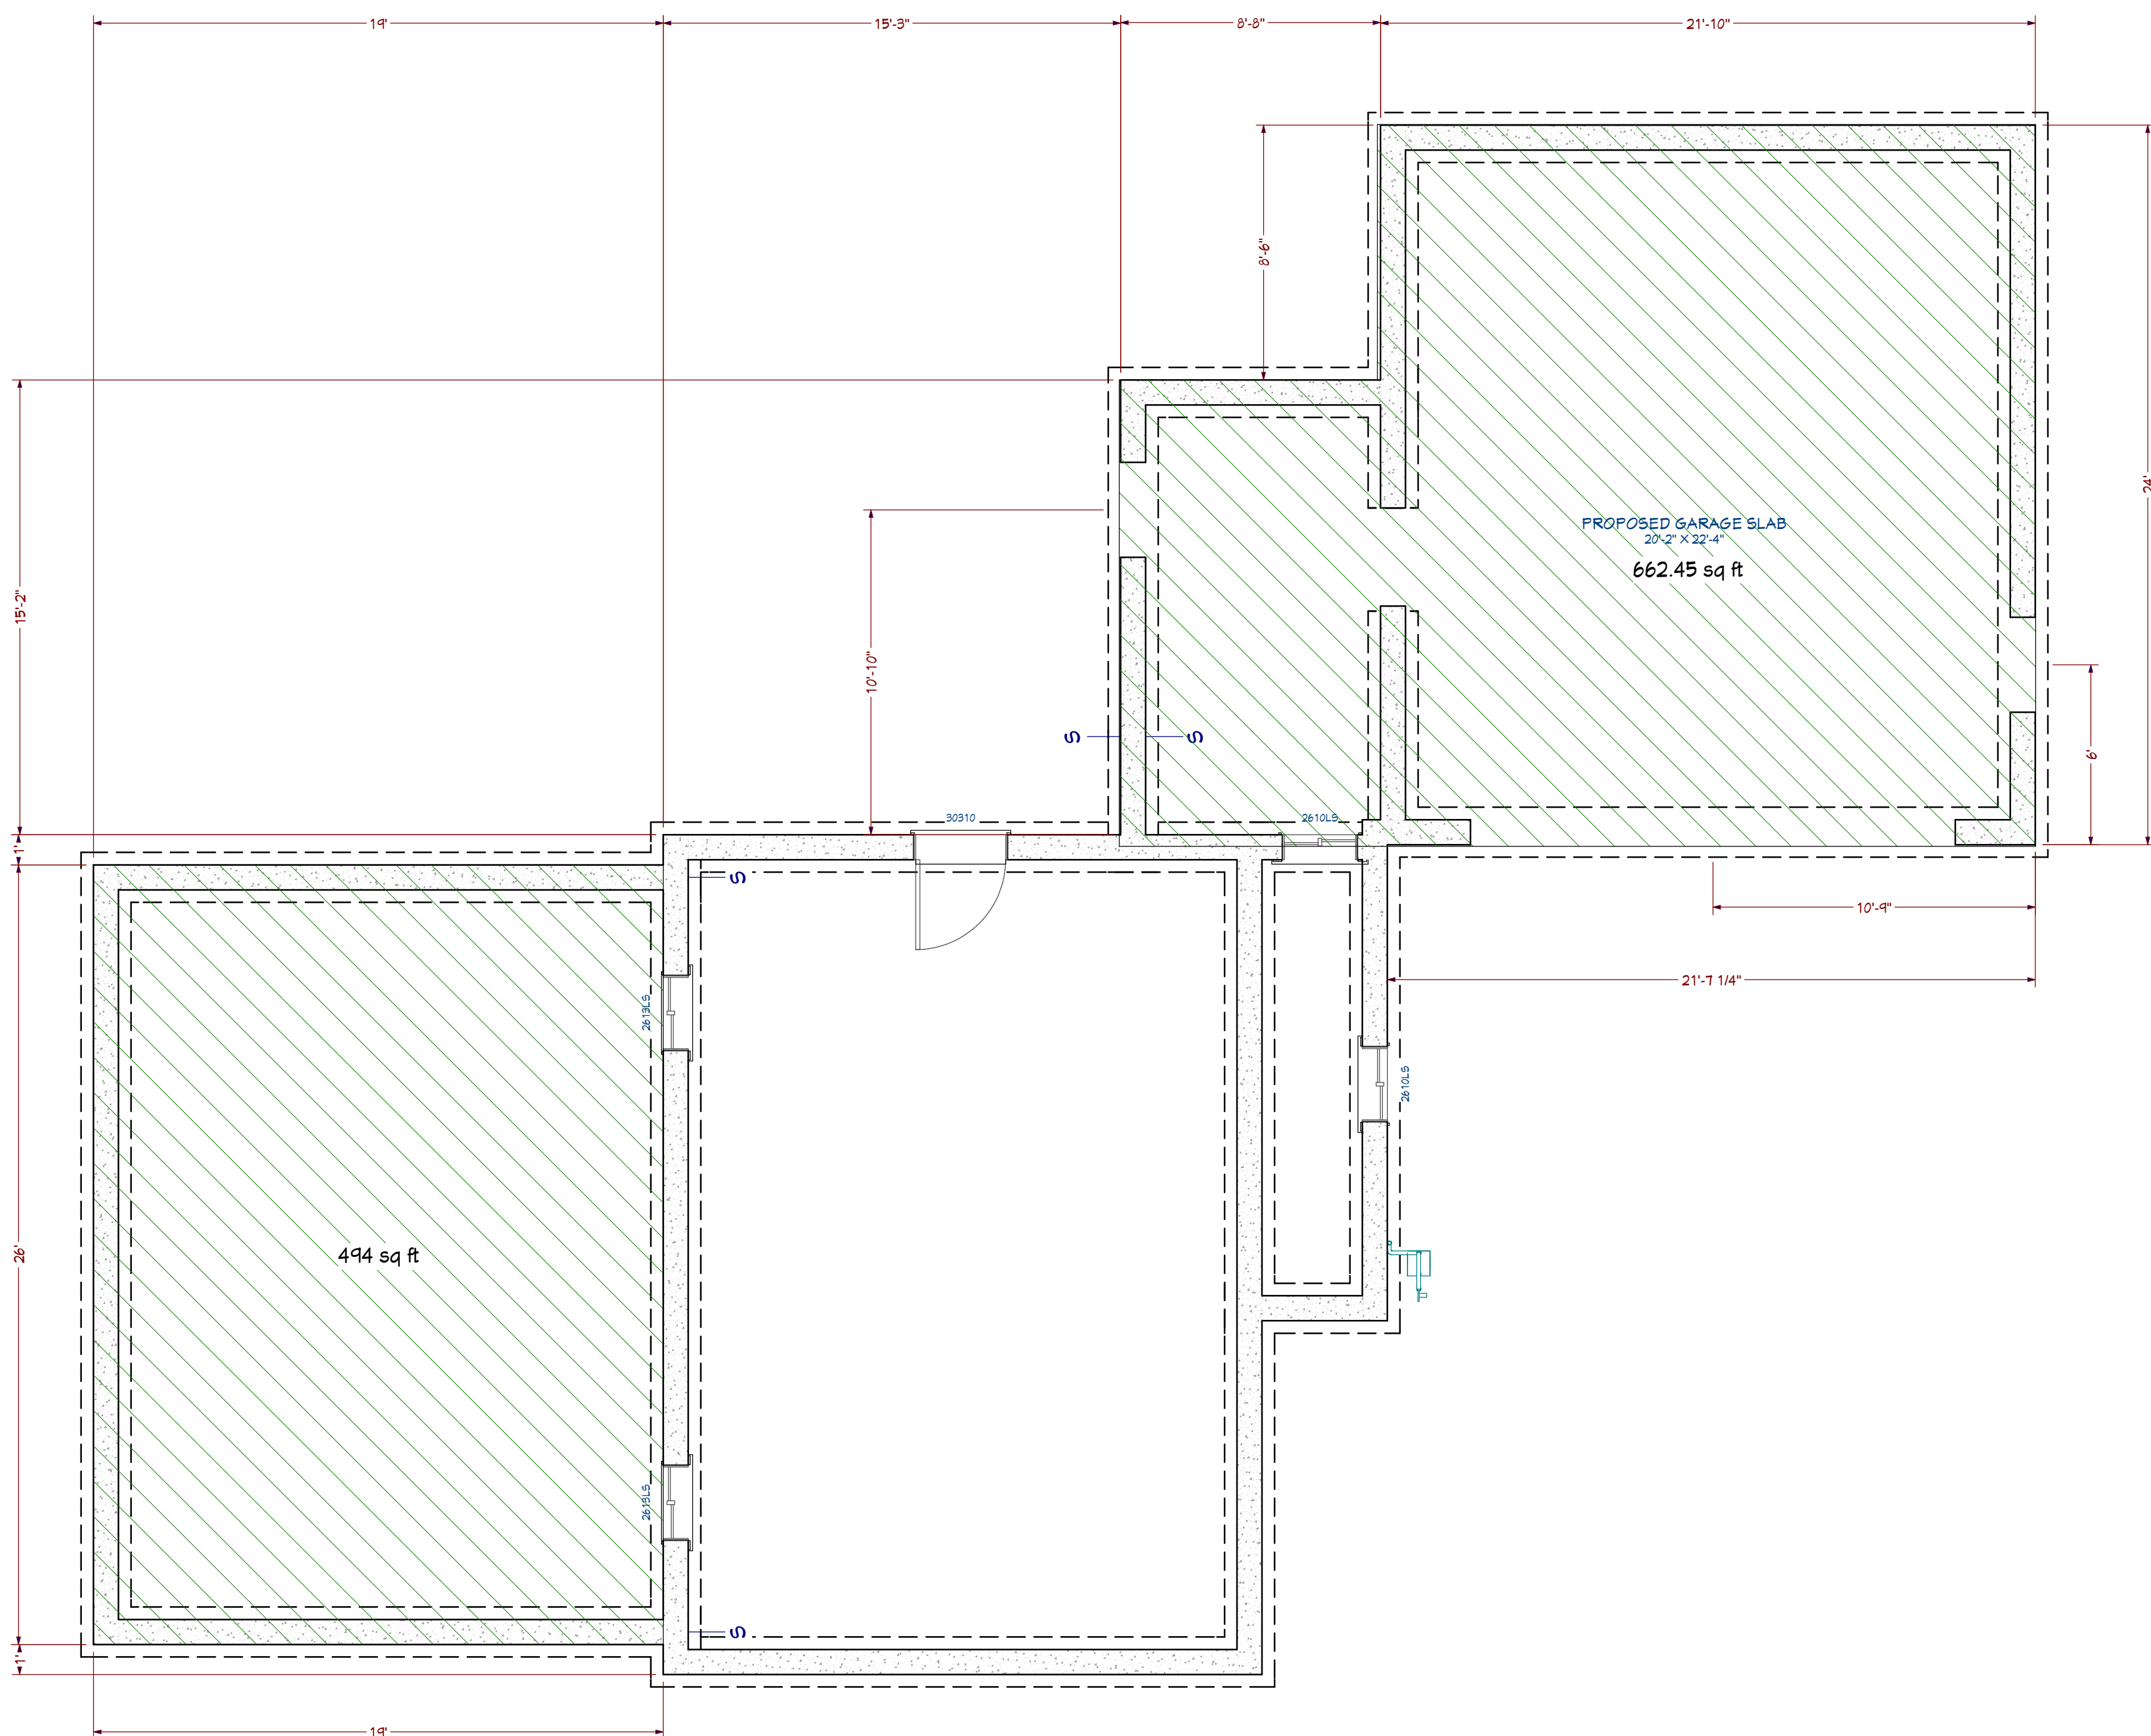 19'
15'-3"
8'-8"
21'-10"
8'-6"
24'
15'-2"
PROPOSED GARAGE SLAB
20'-2" X 22'-4"
662.45 sq ft
10'-10"
S
S
6'
30310
2610LS
1'
S
10'-9"
21'-7 1/4"
2613LS
2610LS
26'
494 sq ft
2613LS
S
1'
19'